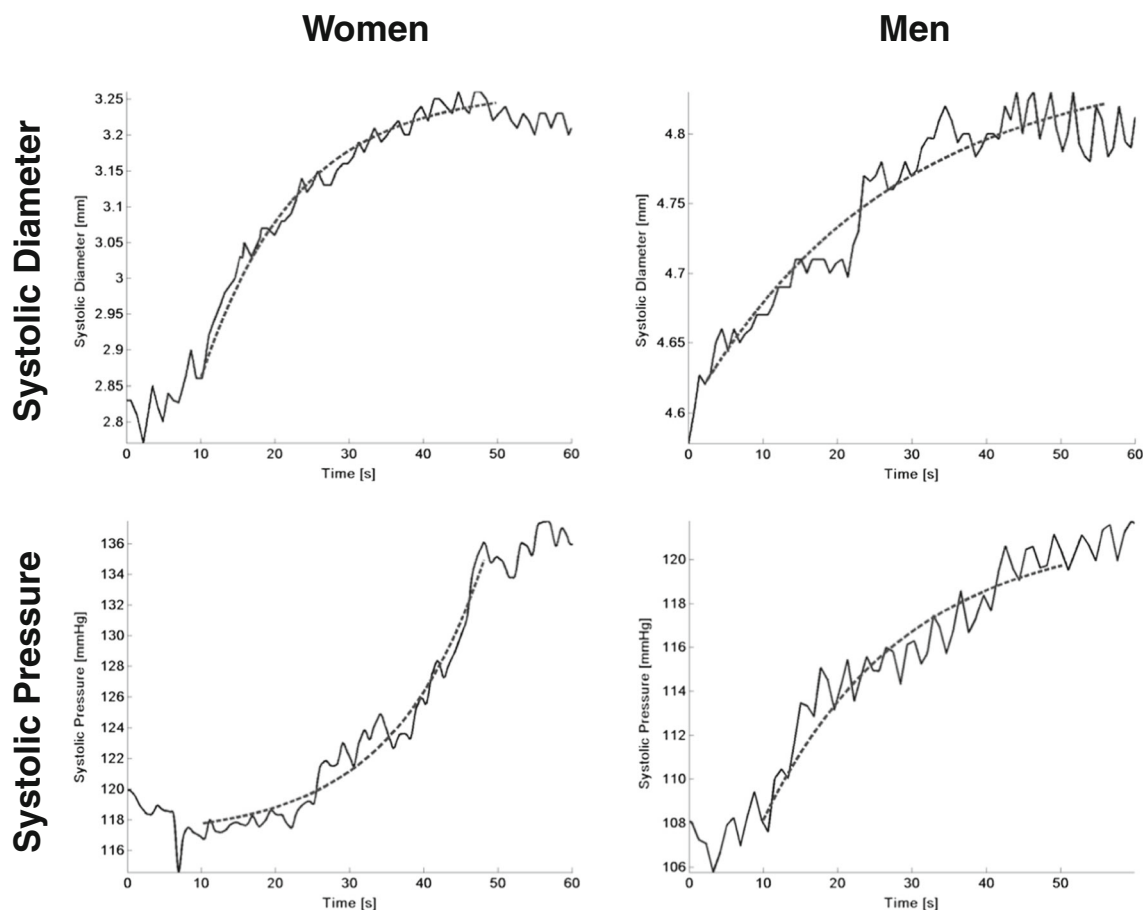 Women
Men
Systolic Diameter
Systolic Diameter [mm]
3.25
3.2
3.15
3.1
3.05
3
2.95
2.9
2.85
2.8
0 10 20 30 40 50 60
Time [s]
Systolic Diameter [mm]
4.8
4.75
4.7
4.65
4.6
0 10 20 30 40 50 60
Time [s]
Systolic Pressure
Systolic Pressure [mmHg]
136
134
132
130
128
126
124
122
120
118
116
0 10 20 30 40 50 60
Time [s]
Systolic Pressure [mmHg]
120
118
116
114
112
110
108
106
0 10 20 30 40 50 60
Time [s]